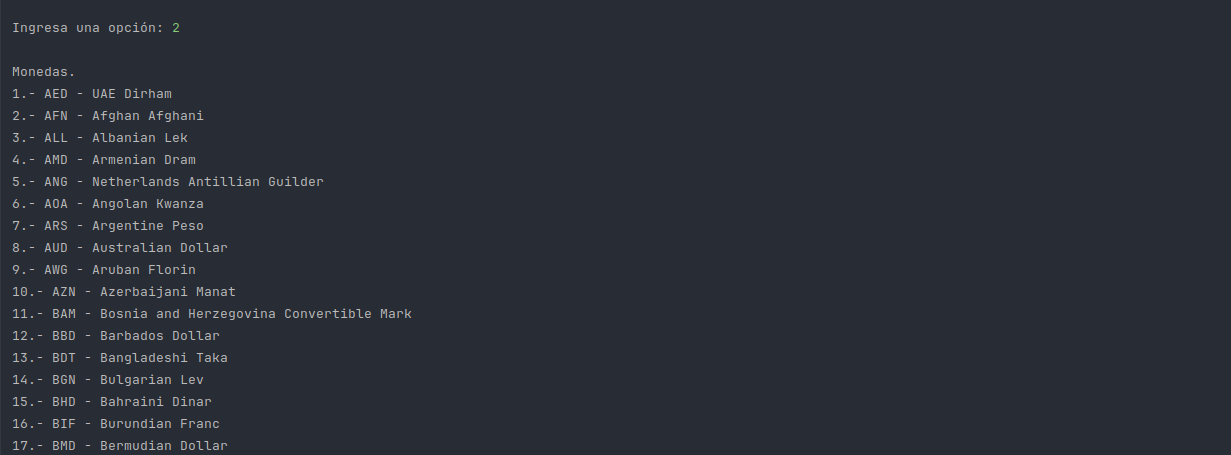 Ingresa una opción: 2
Monedas.
1.- AED - UAE Dirham
2.- AFN - Afghan Afghani
3.- ALL - Albanian Lek
4.- AMD - Armenian Dram
5.- ANG - Netherlands Antillian Guilder
6.- AOA - Angolan Kwanza
7.- ARS - Argentine Peso
8.- AUD - Australian Dollar
9.- AWG - Aruban Florin
10.- AZN - Azerbaijani Manat
11.- BAM - Bosnia and Herzegovina Convertible Mark
12.- BBD - Barbados Dollar
13.- BDT - Bangladeshi Taka
14.- BGN - Bulgarian Lev
15.- BHD - Bahraini Dinar
16.- BIF - Burundian Franc
17.- BMD - Bermudian Dollar